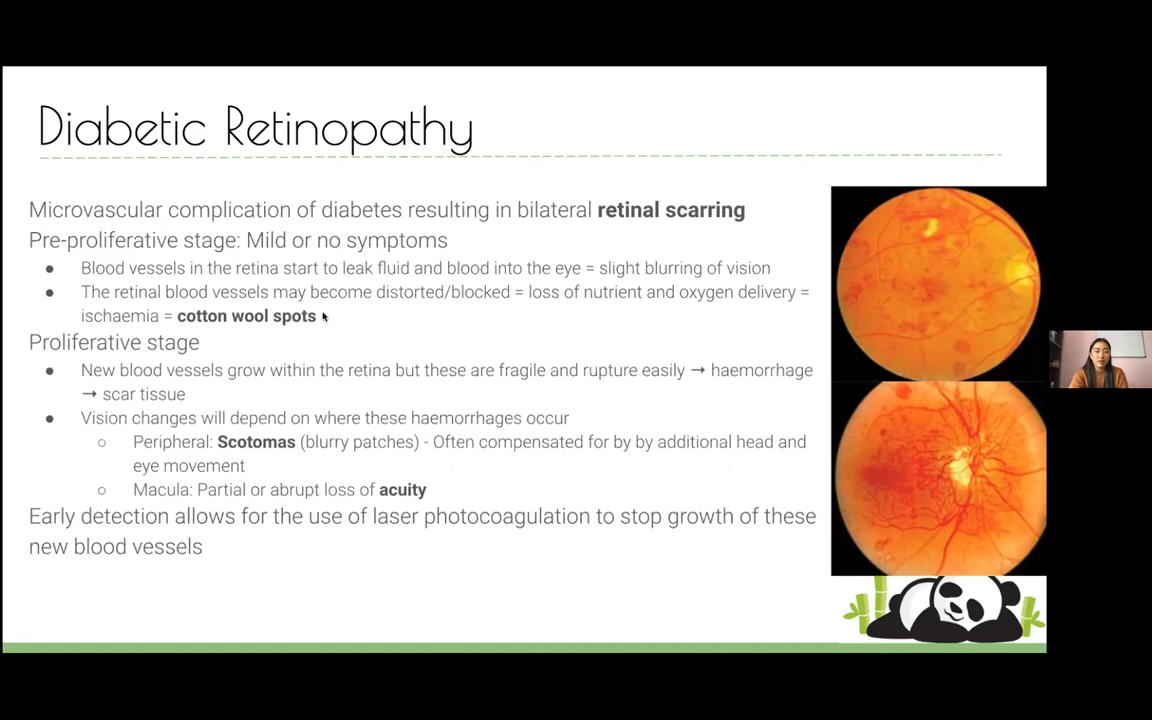 Diabetic Retinopathy
Microvascular complication of diabetes resulting in bilateral retinal scarring
Pre-proliferative stage: Mild or no symptoms
● Blood vessels in the retina start to leak fluid and blood into the eye = slight blurring of vision
● The retinal blood vessels may become distorted/blocked = loss of nutrient and oxygen delivery =
ischaemia = cotton wool spots
Proliferative stage
● New blood vessels grow within the retina but these are fragile and rupture easily → haemorrhage
→ scar tissue
● Vision changes will depend on where these haemorrhages occur
○ Peripheral: Scotomas (blurry patches) - Often compensated for by by additional head and
eye movement
○ Macula: Partial or abrupt loss of acuity
Early detection allows for the use of laser photocoagulation to stop growth of these
new blood vessels